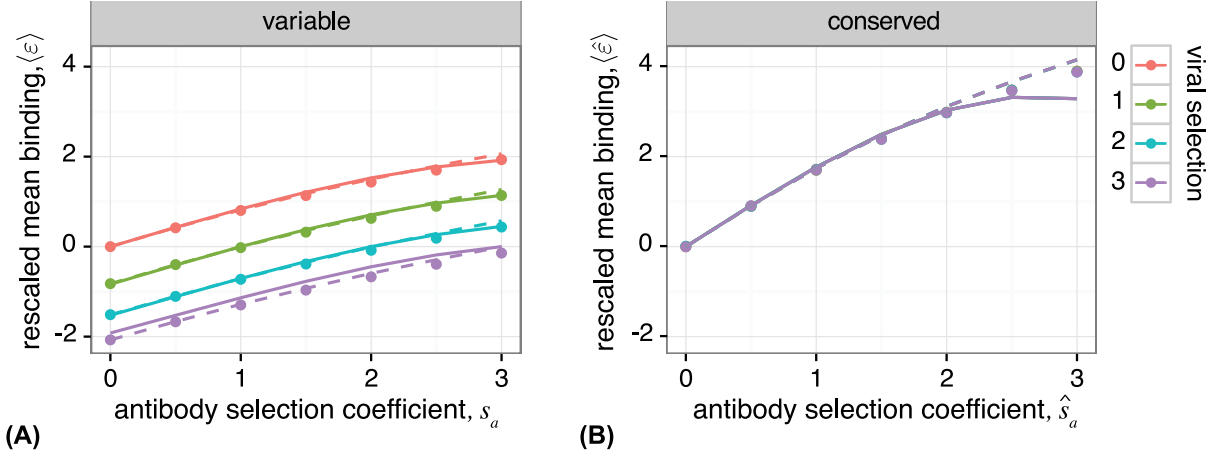 variable
rescaled mean binding, ⟨ε⟩
4
2
0
-2
0 1 2 3
antibody selection coefficient, sₐ
(A)
conserved
rescaled mean binding, ⟨ε̂⟩
4
2
0
-2
0 1 2 3
antibody selection coefficient, ŝₐ
(B)
viral selection
0
1
2
3